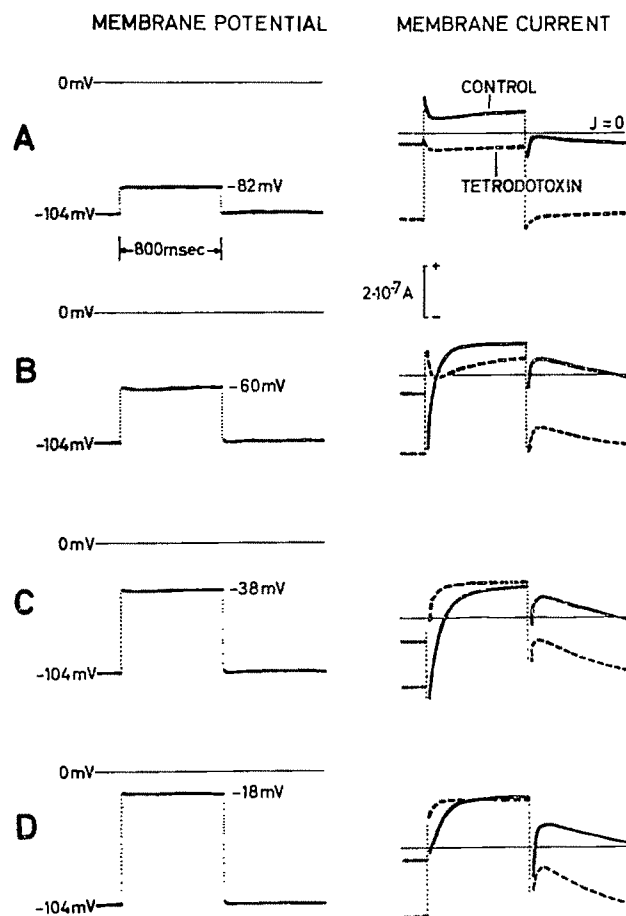 MEMBRANE POTENTIAL
MEMBRANE CURRENT
0mV
CONTROL
J=0
A
-82mV
TETRODOTOXIN
-104mV
800msec
+
2·10⁻⁷A
-
0mV
B
-60mV
-104mV
0mV
C
-38mV
-104mV
0mV
D
-18mV
-104mV